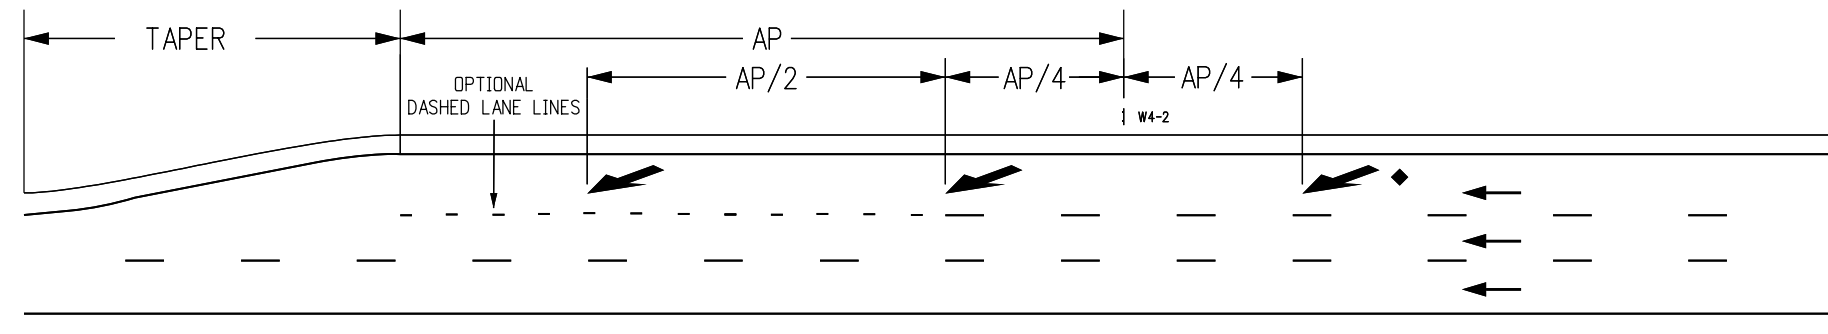 TAPER
AP
AP/2
AP/4
AP/4
OPTIONAL
DASHED LANE LINES
W4-2